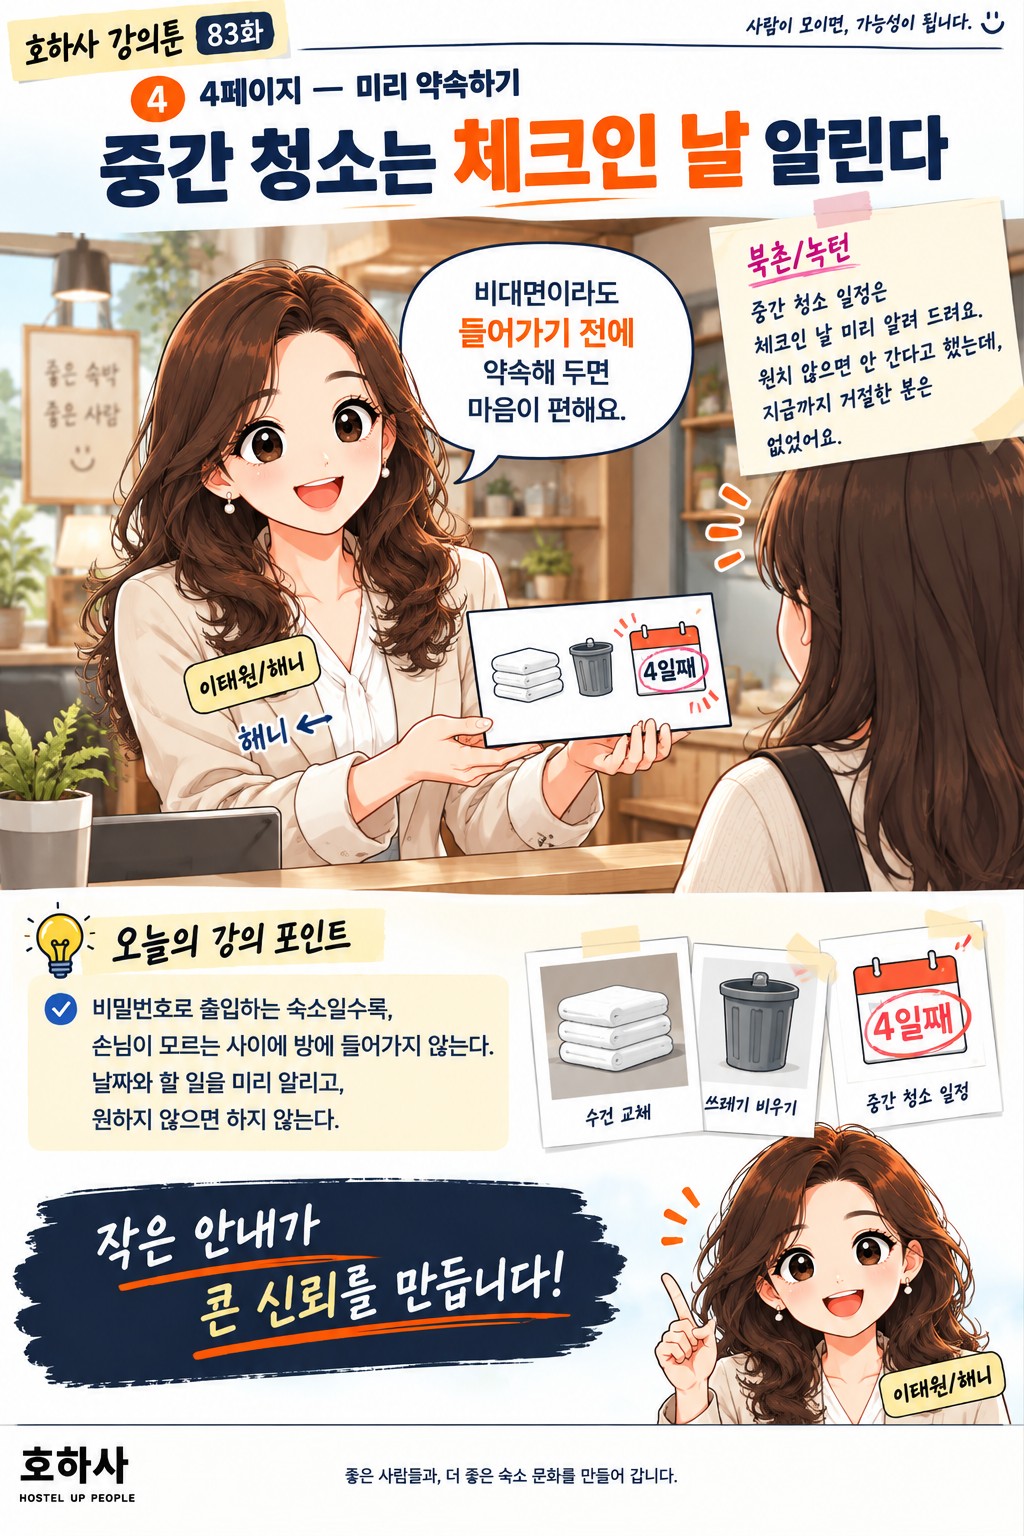 호하사 강의툰 83화
사람이 모이면, 가능성이 됩니다.
4 4페이지 — 미리 약속하기
중간 청소는 체크인 날 알린다
비대면이라도
들어가기 전에
약속해 두면
마음이 편해요.
북촌/녹턴
중간 청소 일정은
체크인 날 미리 알려 드려요.
원치 않으면 안 간다고 했는데,
지금까지 거절한 분은
없었어요.
좋은 숙박
좋은 사람
4일째
이태원/해니
해니 ←
오늘의 강의 포인트
비밀번호로 출입하는 숙소일수록,
손님이 모르는 사이에 방에 들어가지 않는다.
날짜와 할 일을 미리 알리고,
원하지 않으면 하지 않는다.
수건 교체
쓰레기 비우기
4일째
중간 청소 일정
작은 안내가
큰 신뢰를 만듭니다!
이태원/해니
호하사
HOSTEL UP PEOPLE
좋은 사람들과, 더 좋은 숙소 문화를 만들어 갑니다.